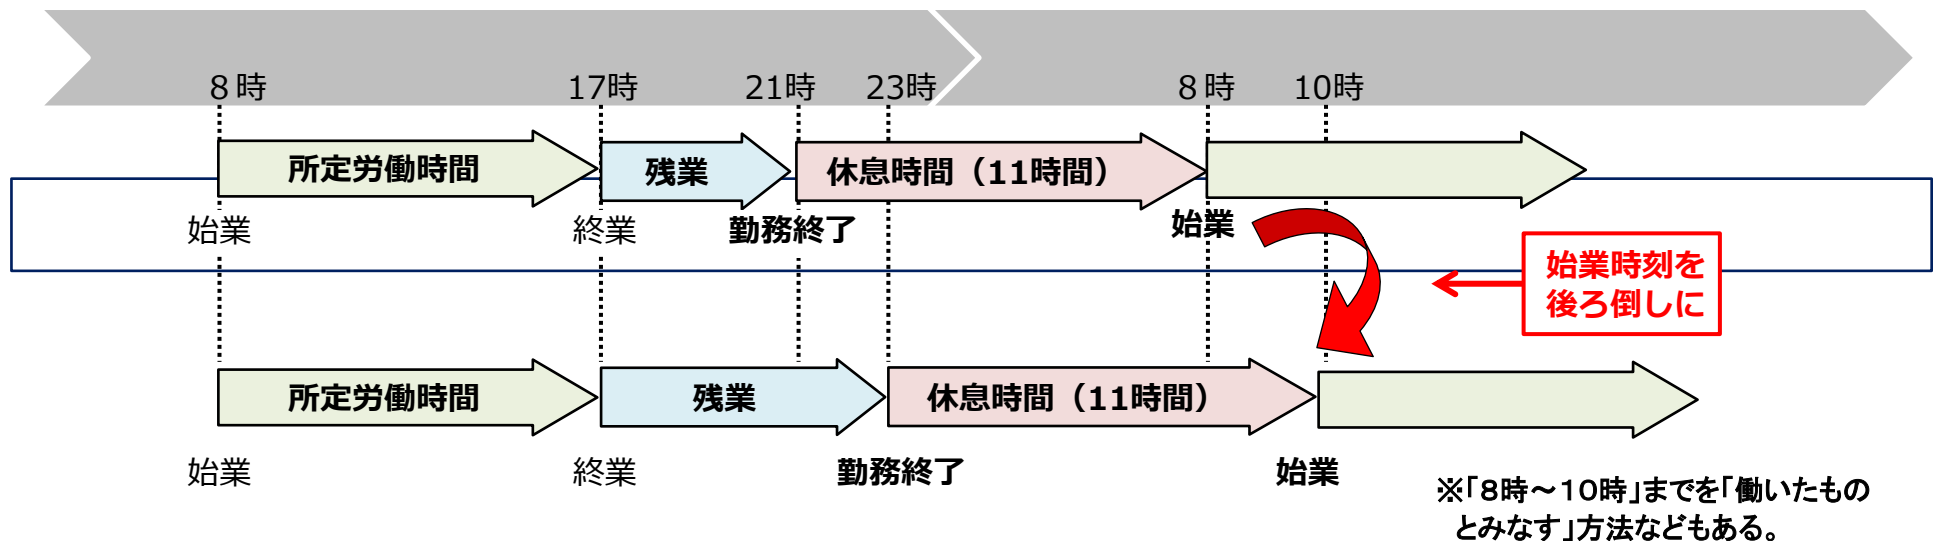 ８時 17時 21時 23時 ８時 10時
所定労働時間 残業 休息時間（11時間）
始業 終業 勤務終了 始業
始業時刻を
後ろ倒しに
所定労働時間 残業 休息時間（11時間）
始業 終業 勤務終了 始業
※「８時～１０時」までを「働いたもの
とみなす」方法などもある。